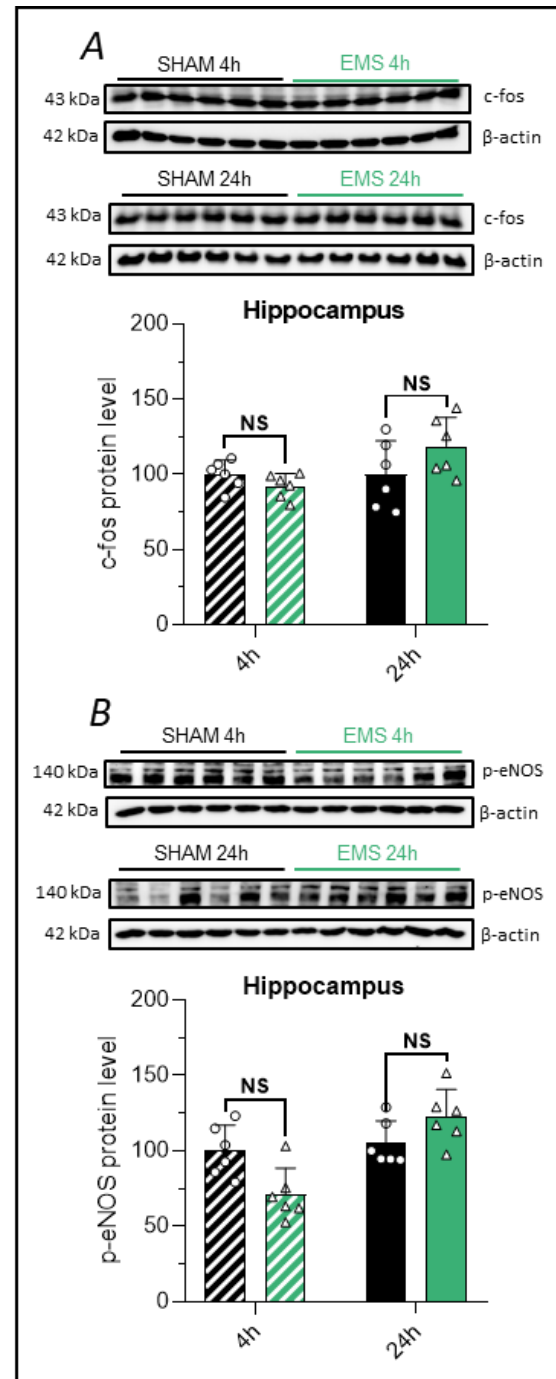 A
SHAM 4h EMS 4h
43 kDa c-fos
42 kDa β-actin
SHAM 24h EMS 24h
43 kDa c-fos
42 kDa β-actin
Hippocampus
c-fos protein level
200
150
100
50
0
NS
NS
4h
24h
B
SHAM 4h EMS 4h
140 kDa p-eNOS
42 kDa β-actin
SHAM 24h EMS 24h
140 kDa p-eNOS
42 kDa β-actin
Hippocampus
p-eNOS protein level
200
150
100
50
0
NS
NS
4h
24h